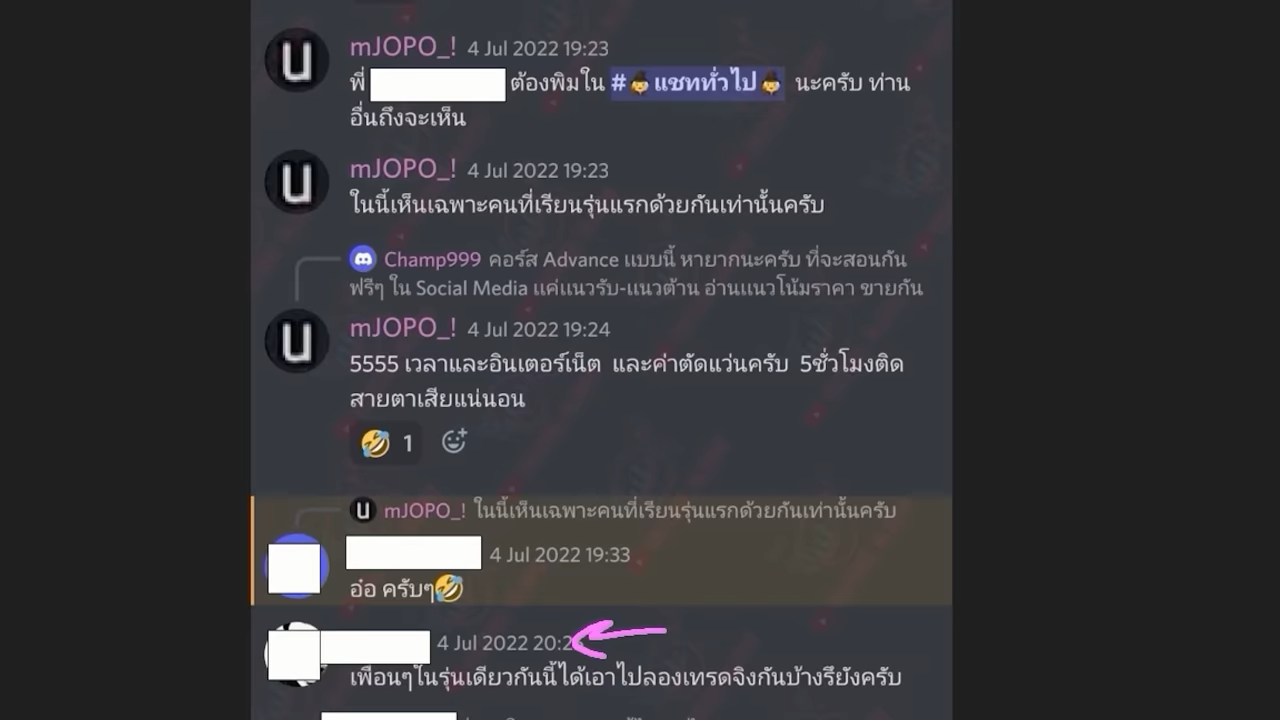 mJOPO_! 4 Jul 2022 19:23
พี่ ต้องพิมใน #แชททั่วไป นะครับ ท่าน
อื่นถึงจะเห็น
mJOPO_! 4 Jul 2022 19:23
ในนี้เห็นเฉพาะคนที่เรียนรุ่นแรกด้วยกันเท่านั้นครับ
Champ999 คอร์ส Advance แบบนี้ หายากนะครับ ที่จะสอนกัน
ฟรีๆ ใน Social Media แค่แนวรับ-แนวต้าน อ่านแนวโน้มราคา ขายกัน
mJOPO_! 4 Jul 2022 19:24
5555 เวลาและอินเตอร์เน็ต และค่าตัดแว่นครับ 5ชั่วโมงติด
สายตาเสียแน่นอน
1
mJOPO_! ในนี้เห็นเฉพาะคนที่เรียนรุ่นแรกด้วยกันเท่านั้นครับ
4 Jul 2022 19:33
อ๋อ ครับๆ
4 Jul 2022
เพื่อนๆในรุ่นเดียวกันนี้ได้เอาไปลองเทรดจิงกันบ้างรึยังครับ